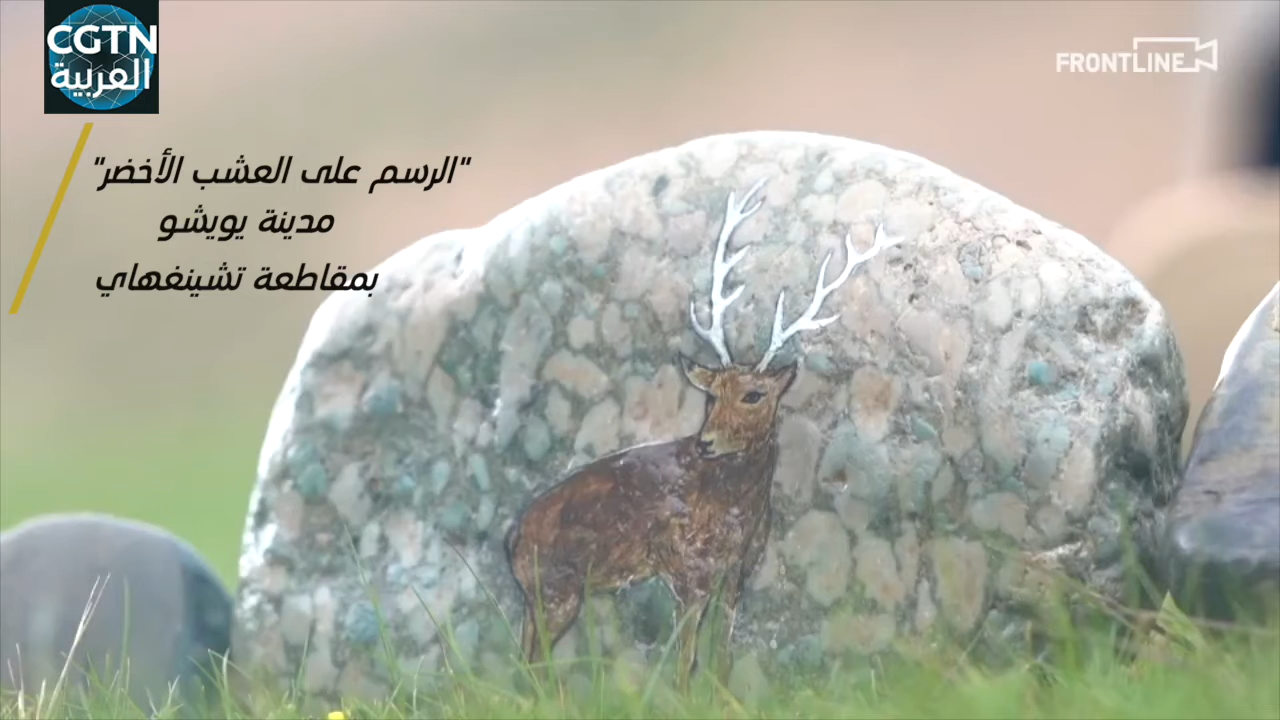 CGTN
العربية
FRONTLINE
"الرسم على العشب الأخضر"
مدينة يويشو
بمقاطعة تشينغهاي